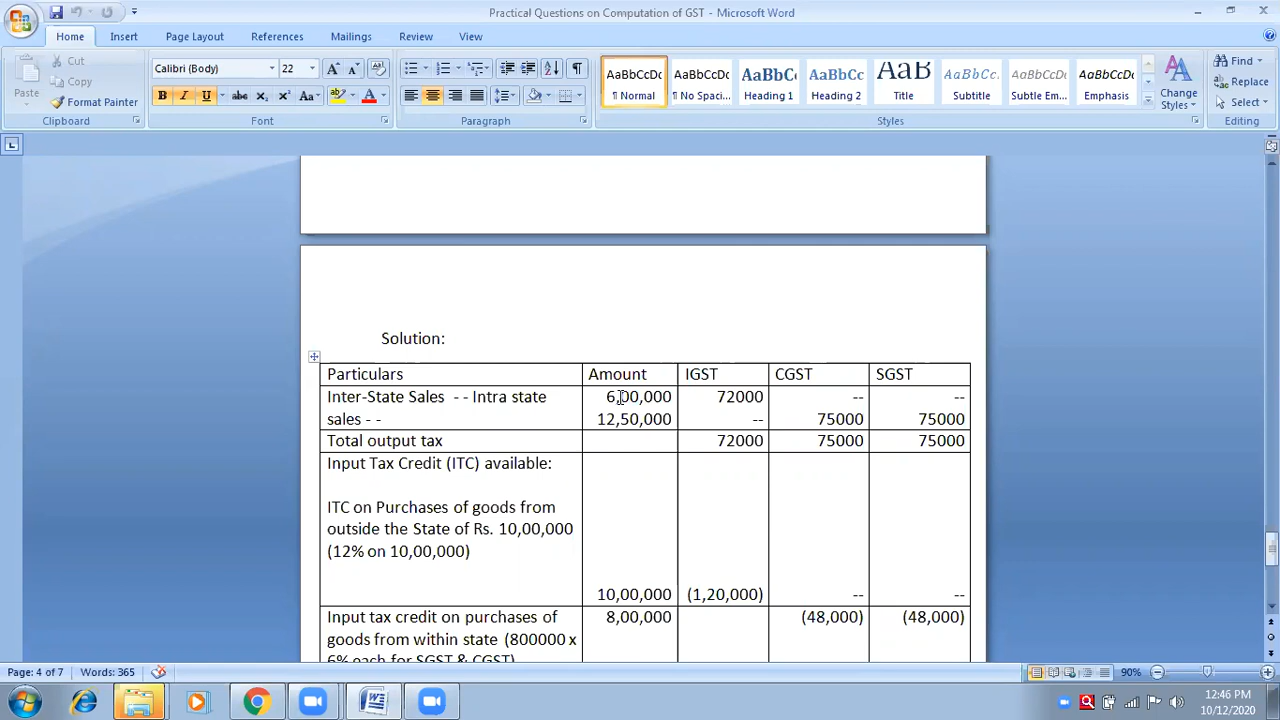 Practical Questions on Computation of GST - Microsoft Word
Home Insert Page Layout References Mailings Review View
Cut
Copy
Format Painter
Paste
Clipboard
Calibri (Body) 22
Font
Paragraph
AaBbCcDc AaBbCcDc AaBbCc AaBbCc AaB AaBbCcL AaBbCcDc AaBbCcDc
¶ Normal ¶ No Spaci... Heading 1 Heading 2 Title Subtitle Subtle Em... Emphasis
Change Styles
Styles
Find
Replace
Select
Editing
Solution:
Particulars Amount IGST CGST SGST
Inter-State Sales - - Intra state 6,00,000 72000 -- --
sales - - 12,50,000 -- 75000 75000
Total output tax 72000 75000 75000
Input Tax Credit (ITC) available:
ITC on Purchases of goods from
outside the State of Rs. 10,00,000
(12% on 10,00,000)
10,00,000 (1,20,000) -- --
Input tax credit on purchases of 8,00,000 (48,000) (48,000)
goods from within state (800000 x
6% each for SGST & CGST)
Page: 4 of 7 Words: 365 90%
12:46 PM
10/12/2020